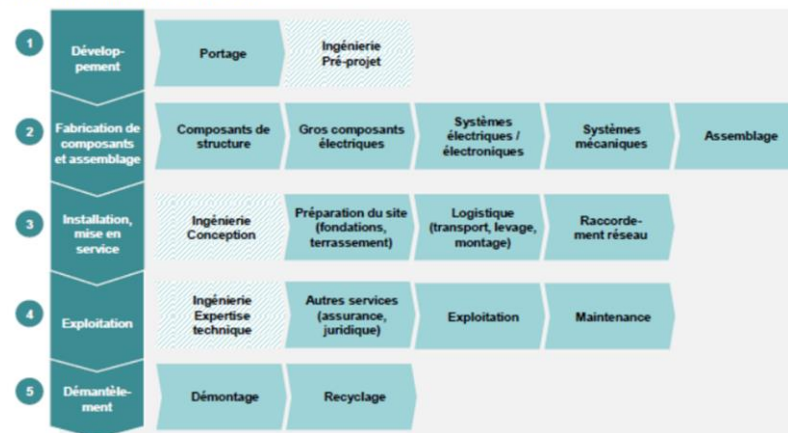 1
Dévelop-
pement
Portage
Ingénierie
Pré-projet
2
Fabrication de
composants
et assemblage
Composants de
structure
Gros composants
électriques
Systèmes
électriques /
électroniques
Systèmes
mécaniques
Assemblage
3
Installation,
mise en
service
Ingénierie
Conception
Préparation du site
(fondations,
terrassement)
Logistique
(transport, levage,
montage)
Raccorde-
ment réseau
4
Exploitation
Ingénierie
Expertise
technique
Autres services
(assurance,
juridique)
Exploitation
Maintenance
5
Démantèle-
ment
Démontage
Recyclage